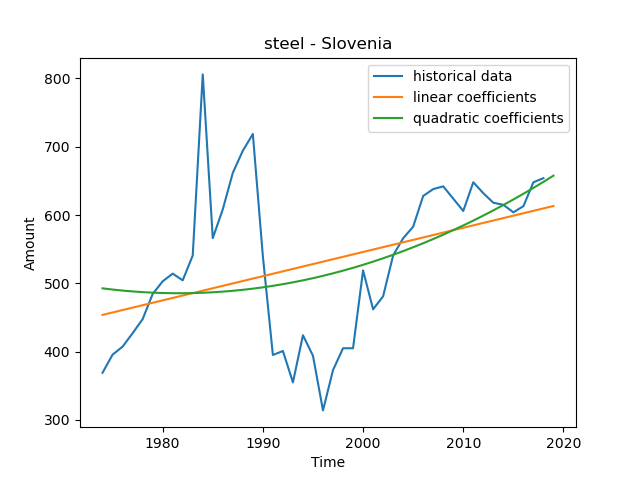 steel - Slovenia
historical data
linear coefficients
quadratic coefficients
800
700
600
500
400
300
Amount
1980
1990
2000
2010
2020
Time